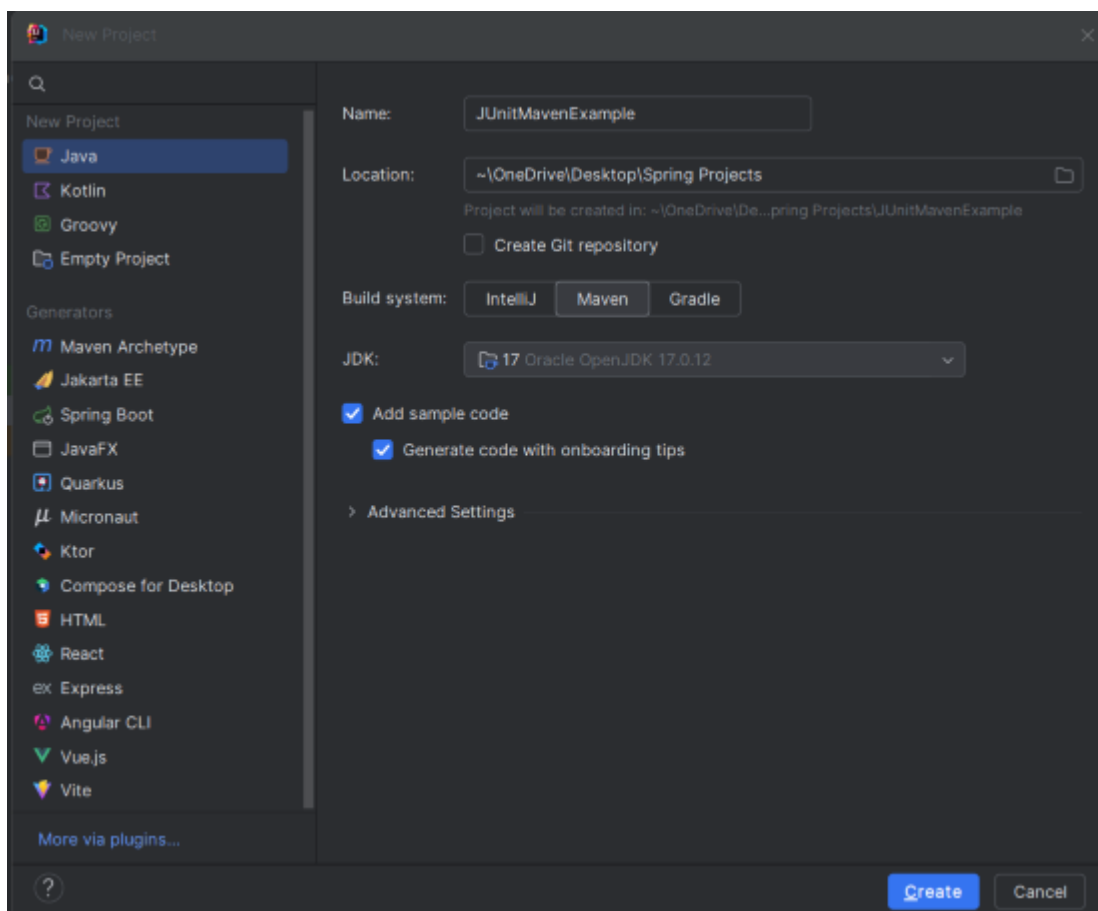 New Project
New Project
Java
Kotlin
Groovy
Empty Project
Generators
Maven Archetype
Jakarta EE
Spring Boot
JavaFX
Quarkus
Micronaut
Ktor
Compose for Desktop
HTML
React
ex Express
Angular CLI
Vue.js
Vite
More via plugins...
Name: JUnitMavenExample
Location: ~\OneDrive\Desktop\Spring Projects
Project will be created in: ~\OneDrive\De...pring Projects\JUnitMavenExample
Create Git repository
Build system: IntelliJ Maven Gradle
JDK: 17 Oracle OpenJDK 17.0.12
Add sample code
Generate code with onboarding tips
> Advanced Settings
? Create Cancel